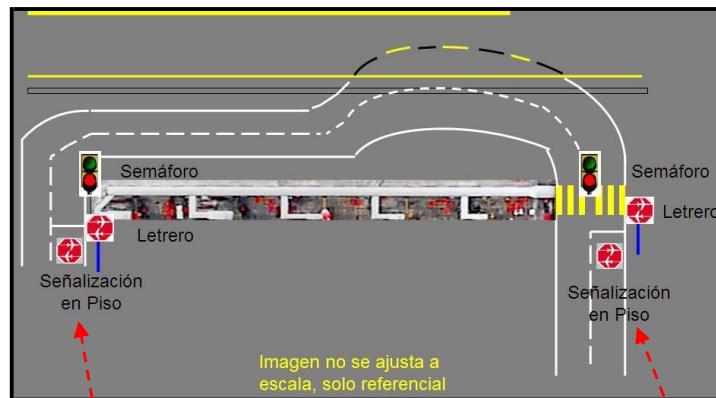 Semáforo
Semáforo
Letrero
Letrero
Señalización
en Piso
Señalización
en Piso
Imagen no se ajusta a
escala, solo referencial